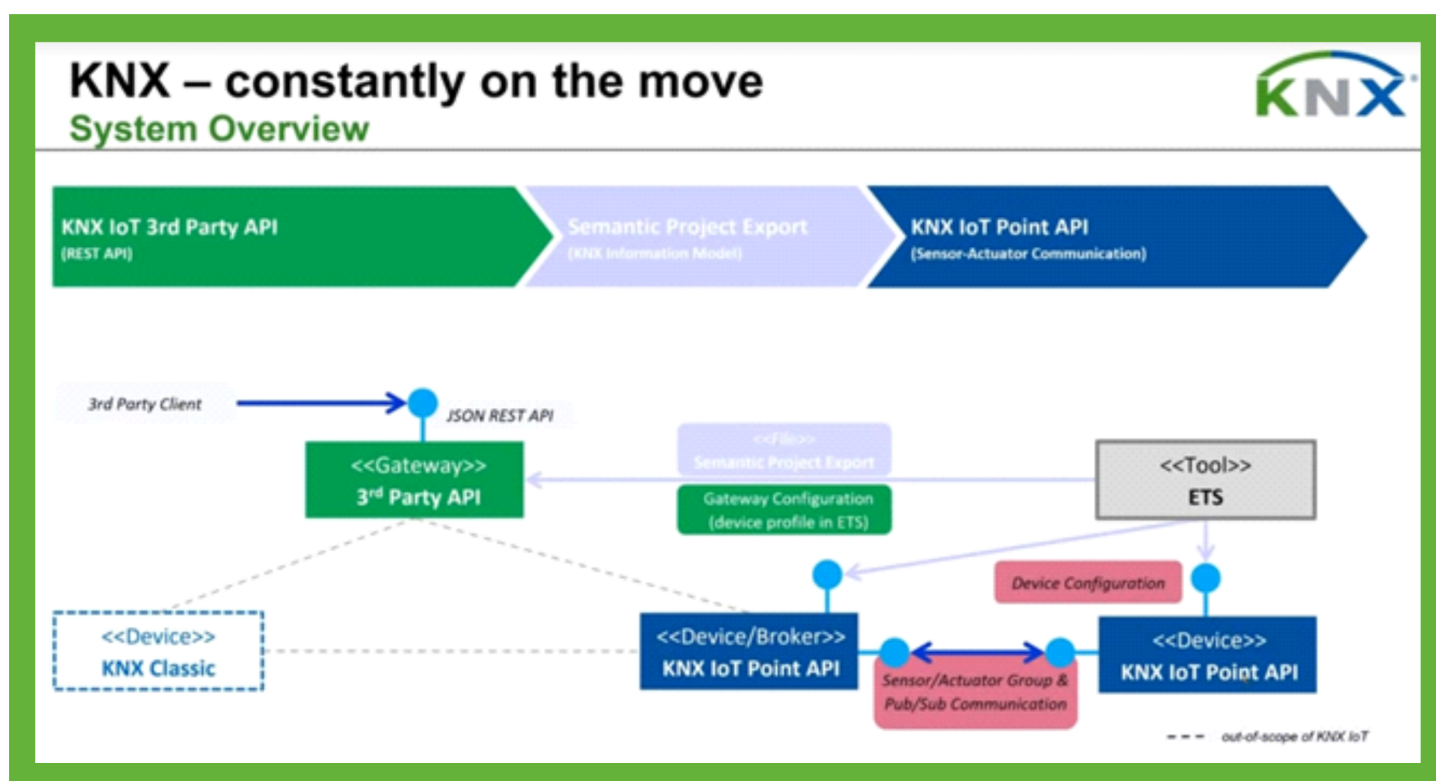 KNX – constantly on the move
System Overview
KNX
KNX IoT 3rd Party API
(REST API)
Semantic Project Export
(KNX Information Model)
KNX IoT Point API
(Sensor-Actuator Communication)
3rd Party Client
JSON REST API
<<Gateway>>
3rd Party API
<<File>>
Semantic Project Export
Gateway Configuration
(device profile in ETS)
<<Tool>>
ETS
Device Configuration
<<Device>>
KNX Classic
<<Device/Broker>>
KNX IoT Point API
Sensor/Actuator Group &
Pub/Sub Communication
<<Device>>
KNX IoT Point API
out-of-scope of KNX IoT